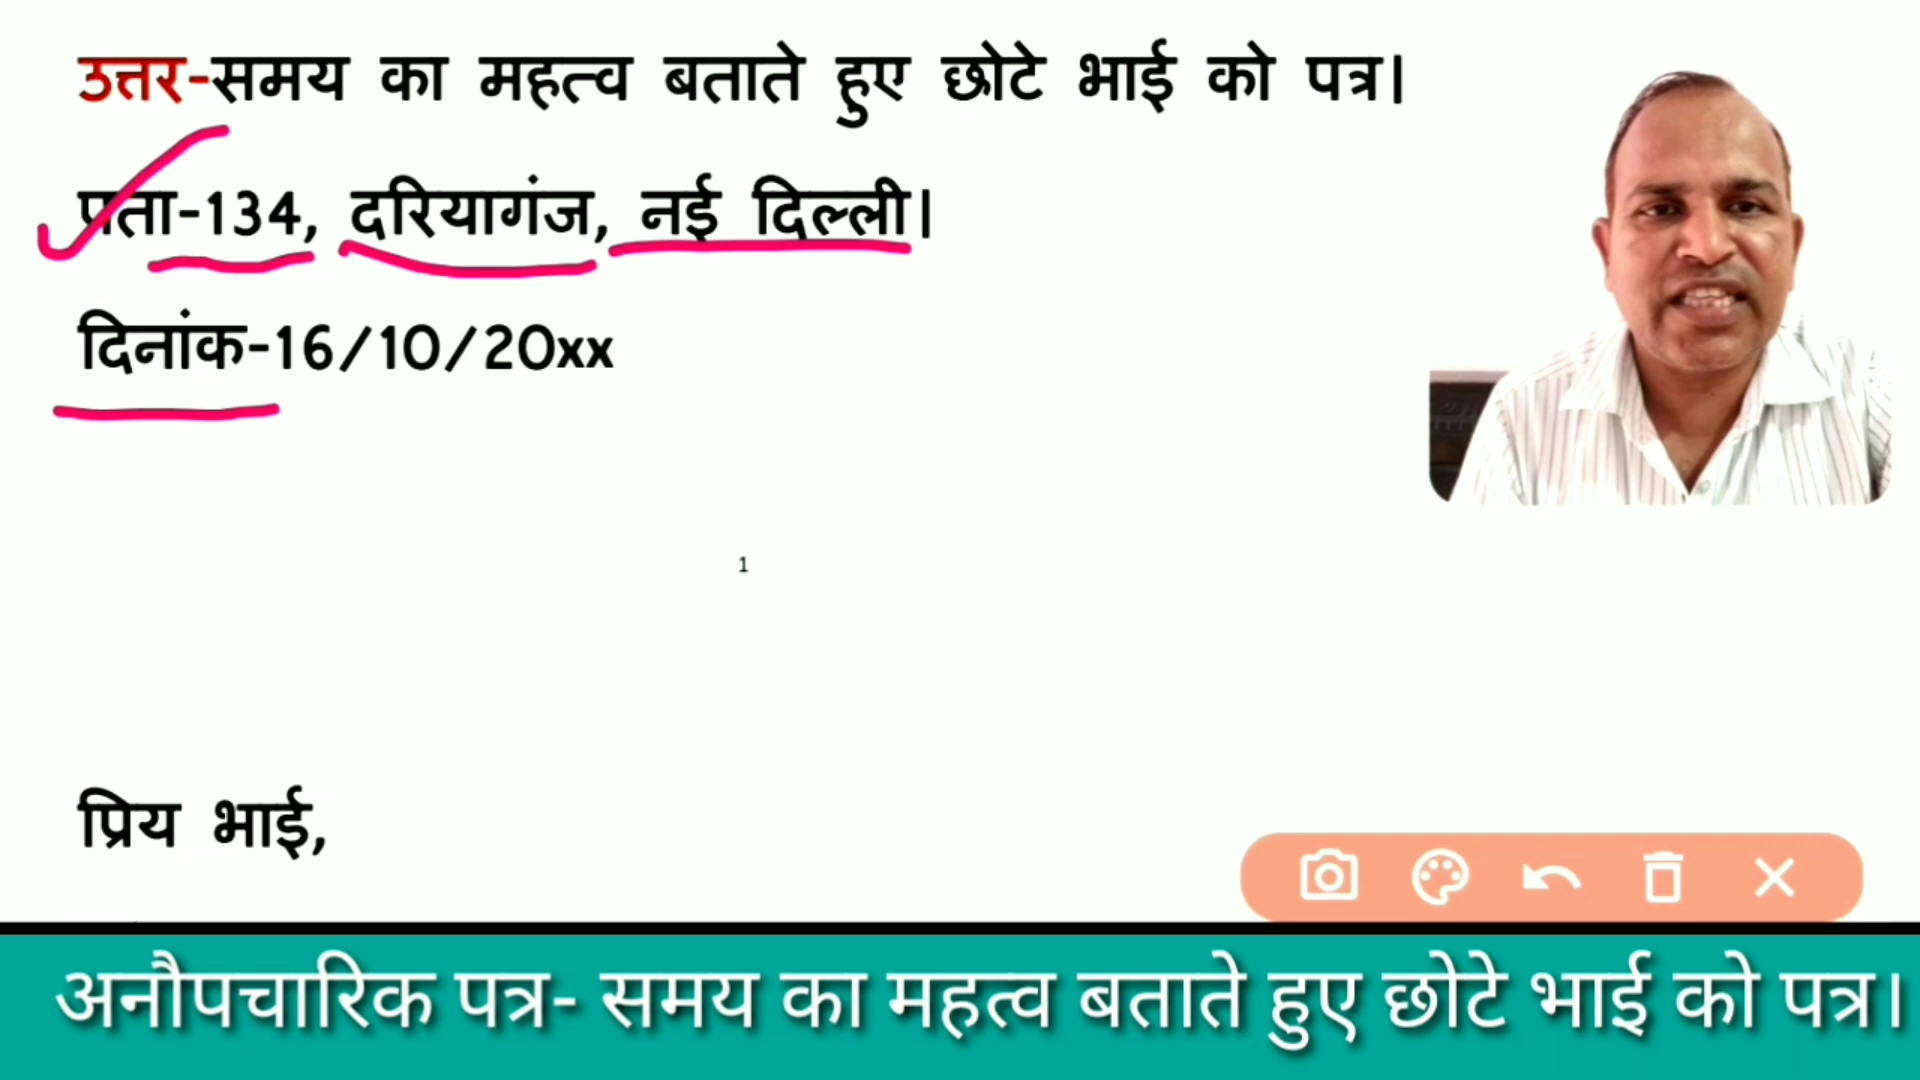 उत्तर-समय का महत्व बताते हुए छोटे भाई को पत्र।
पता-134, दरियागंज, नई दिल्ली।
दिनांक-16/10/20xx
1
प्रिय भाई,
अनौपचारिक पत्र- समय का महत्व बताते हुए छोटे भाई को पत्र।